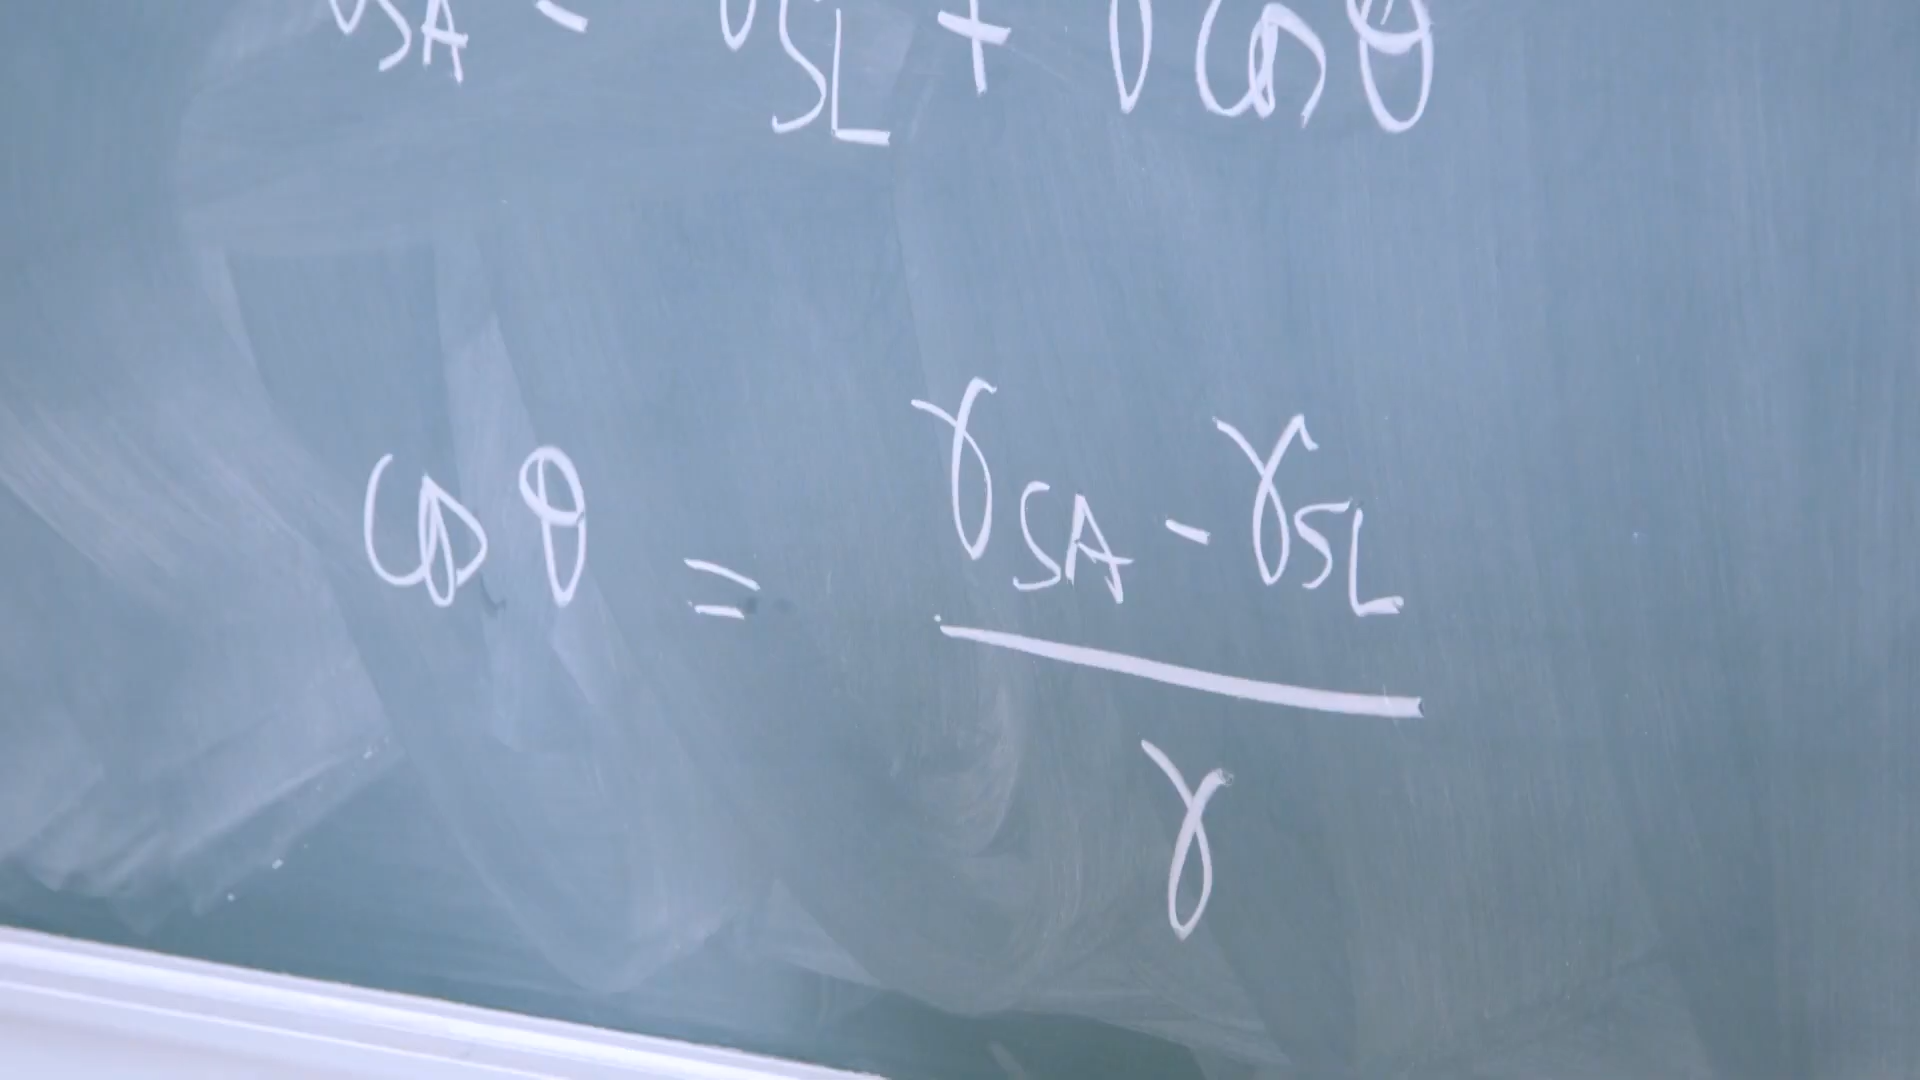 γSA - γSL + γ cos θ
cos θ = (γSA - γSL) / γ